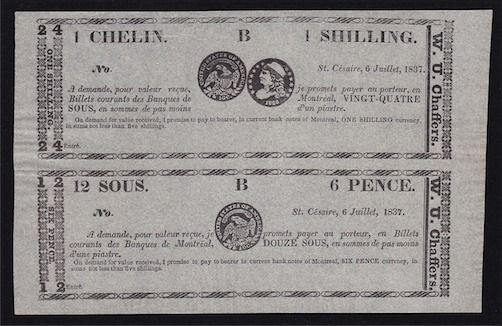 24
ONE SHILLING
24
1 CHELIN. B 1 SHILLING.
No. St. Césaire, 6 Juillet, 1837.
A demande, pour valeur reçue, je promets payer au porteur, en
Billets courants des Banques de Montréal, VINGT-QUATRE
SOUS, en sommes de pas moins d'un piastre.
On demand for value received, I promise to pay to bearer, in current bank notes of Montreal, ONE SHILLING currency,
in sums not less than five shillings.
Entré.
W. U. Chaffers.
12
SIX PENCE
12
12 SOUS. B 6 PENCE.
No. St. Césaire, 6 Juillet, 1837.
A demande, pour valeur reçue, je promets payer au porteur, en Billets
courants des Banques de Montréal, DOUZE SOUS, en sommes de pas moins
d'une piastre.
On demand for value received, I promise to pay to bearer in current bank notes of Montreal, SIX PENCE currency, in
sums not less than five shillings.
Entré.
W. U. Chaffers.